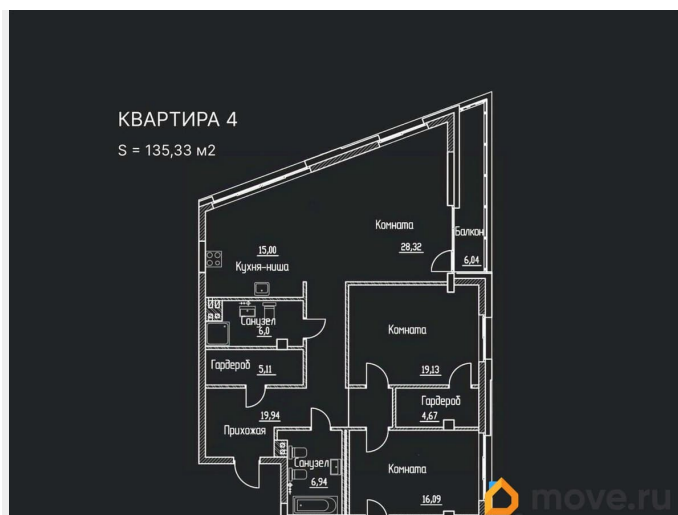 КВАРТИРА 4
S = 135,33 м2
Комната
28,32
Балкон
6,04
15,00
Кухня-ниша
Санузел
6,0
Комната
19,13
Гардероб
5,11
Гардероб
4,67
19,94
Прихожая
Санузел
6,94
Комната
16,09
move.ru